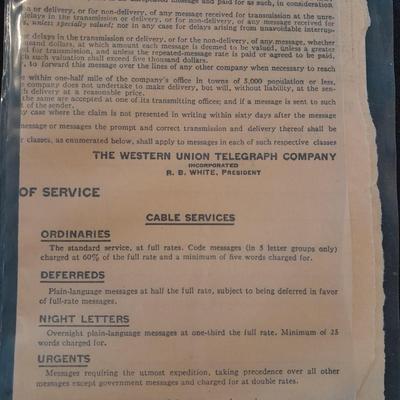 repeated message and paid for as such, in consideration
n or delivery, or for non-delivery, of any message received for transmission at the unre-
delays in the transmission or delivery, or for the non-delivery, of any message received for
, unless specially valued; nor in any case for delays arising from unavoidable interrup-
r delays in the transmission or delivery, or for the non-delivery, of any message, whether
ousand dollars, at which amount each message is deemed to be valued, unless a greater
d for transmission, and unless the repeated-message rate is paid or agreed to be paid,
h such valuation shall exceed five thousand dollars.
, to forward this message over the lines of any other company when necessary to reach
e within one-half mile of the company's office in towns of 5,000 population or less,
e company does not undertake to make delivery, but will, without liability, at the sen-
h delivery at a reasonable price.
the same are accepted at one of its transmitting offices; and if a message is sent to such
t of the sender.
y case where the claim is not presented in writing within sixty days after the message
message or messages the prompt and correct transmission and delivery thereof shall be
r classes, as enumerated below, shall apply to messages in each of such respective classes
THE WESTERN UNION TELEGRAPH COMPANY
INCORPORATED
R. B. WHITE, PRESIDENT
OF SERVICE
CABLE SERVICES
ORDINARIES
The standard service, at full rates. Code messages (in 5 letter groups only)
charged at 60% of the full rate and a minimum of five words charged for.
DEFERREDS
Plain-language messages at half the full rate, subject to being deferred in favor
of full-rate messages.
NIGHT LETTERS
Overnight plain-language messages at one-third the full rate. Minimum of 25
words charged for.
URGENTS
Messages requiring the utmost expedition, taking precedence over all other
messages except government messages and charged for at double rates.